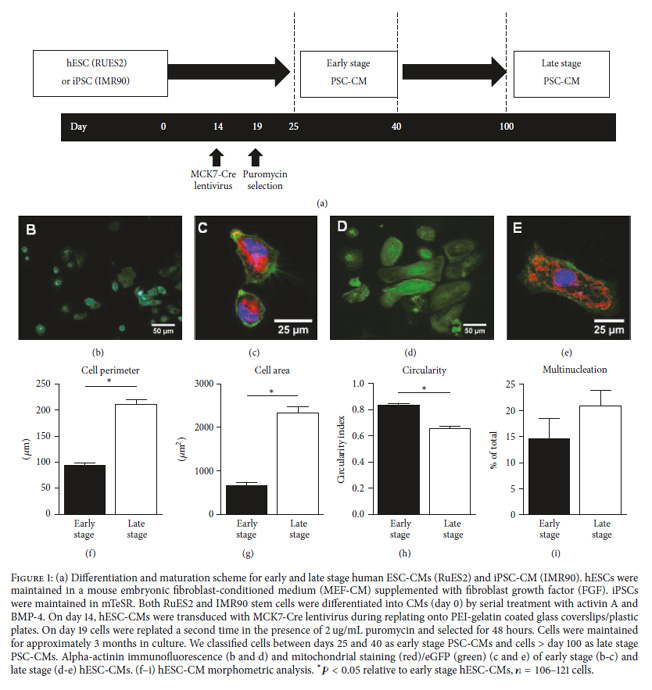 hESC (RUES2)
or iPSC (IMR90)
Early stage
PSC-CM
Late stage
PSC-CM
Day
0
14
19
25
40
100
MCK7-Cre
lentivirus
Puromycin
selection
(a)
B
50 μm
C
25 μm
D
50 μm
E
25 μm
(b)
(c)
(d)
(e)
Cell perimeter
250
200
150
100
50
0
(μm)
*
Early
stage
Late
stage
(f)
Cell area
3000
2000
1000
0
(μm²)
*
Early
stage
Late
stage
(g)
Circularity
1.0
0.8
0.6
0.4
0.2
0.0
Circularity index
*
Early
stage
Late
stage
(h)
Multinucleation
25
20
15
10
5
0
% of total
Early
stage
Late
stage
(i)
Figure 1: (a) Differentiation and maturation scheme for early and late stage human ESC-CMs (RuES2) and iPSC-CM (IMR90). hESCs were
maintained in a mouse embryonic fibroblast-conditioned medium (MEF-CM) supplemented with fibroblast growth factor (FGF). iPSCs
were maintained in mTeSR. Both RuES2 and IMR90 stem cells were differentiated into CMs (day 0) by serial treatment with activin A and
BMP-4. On day 14, hESC-CMs were transduced with MCK7-Cre lentivirus during replating onto PEI-gelatin coated glass coverslips/plastic
plates. On day 19 cells were replated a second time in the presence of 2 ug/mL puromycin and selected for 48 hours. Cells were maintained
for approximately 3 months in culture. We classified cells between days 25 and 40 as early stage PSC-CMs and cells > day 100 as late stage
PSC-CMs. Alpha-actinin immunofluorescence (b and d) and mitochondrial staining (red)/eGFP (green) (c and e) of early stage (b-c) and
late stage (d-e) hESC-CMs. (f–i) hESC-CM morphometric analysis. *P < 0.05 relative to early stage hESC-CMs, n = 106–121 cells.